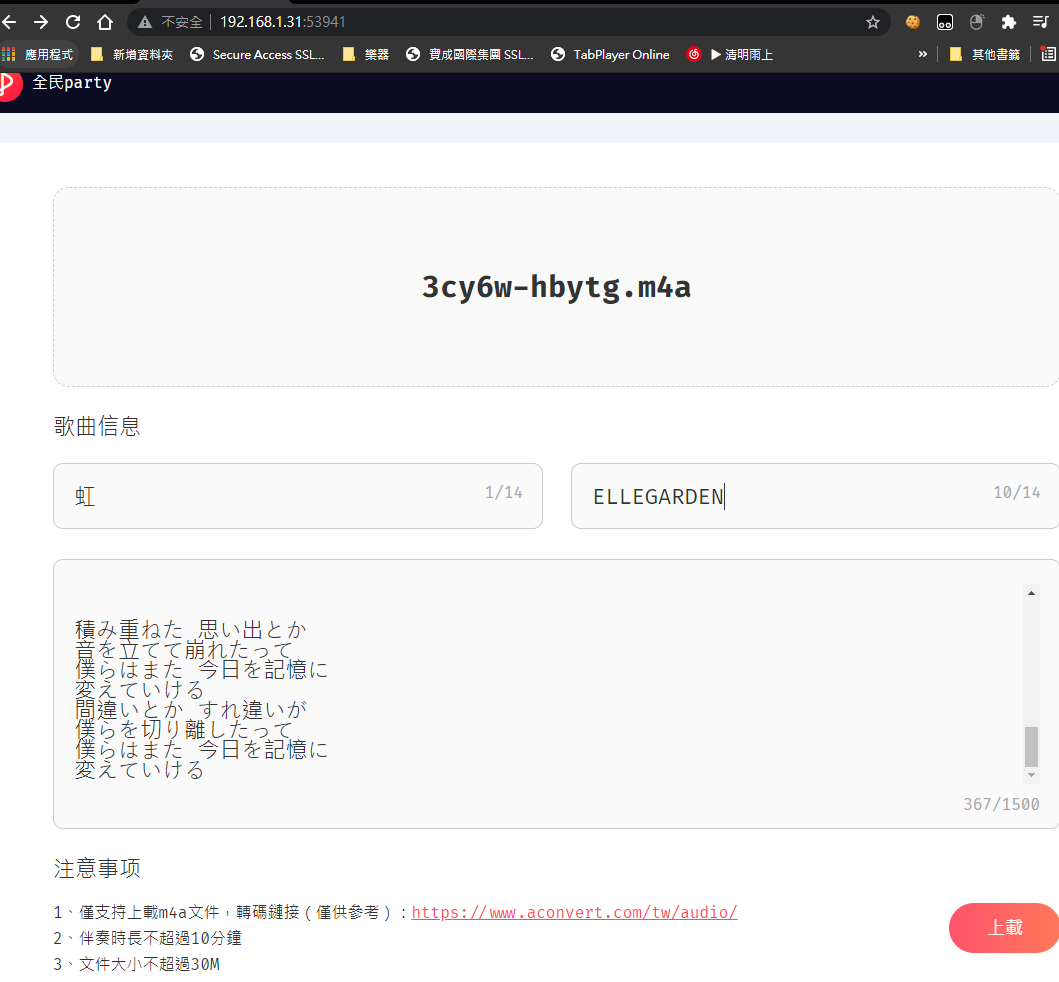 不安全 192.168.1.31:53941
應用程式 新增資料夾 Secure Access SSL... 樂器 寶成國際集團 SSL... TabPlayer Online ▶ 清明雨上 » 其他書籤
全民party
3cy6w-hbytg.m4a
歌曲信息
虹 1/14 ELLEGARDEN 10/14
積み重ねた 思い出とか
音を立てて崩れたって
僕らはまた 今日を記憶に
変えていける
間違いとか すれ違いが
僕らを切り離したって
僕らはまた 今日を記憶に
変えていける
367/1500
注意事项
1、僅支持上載m4a文件，轉碼鏈接（僅供參考）：https://www.aconvert.com/tw/audio/
2、伴奏時長不超過10分鐘
3、文件大小不超過30M
上載